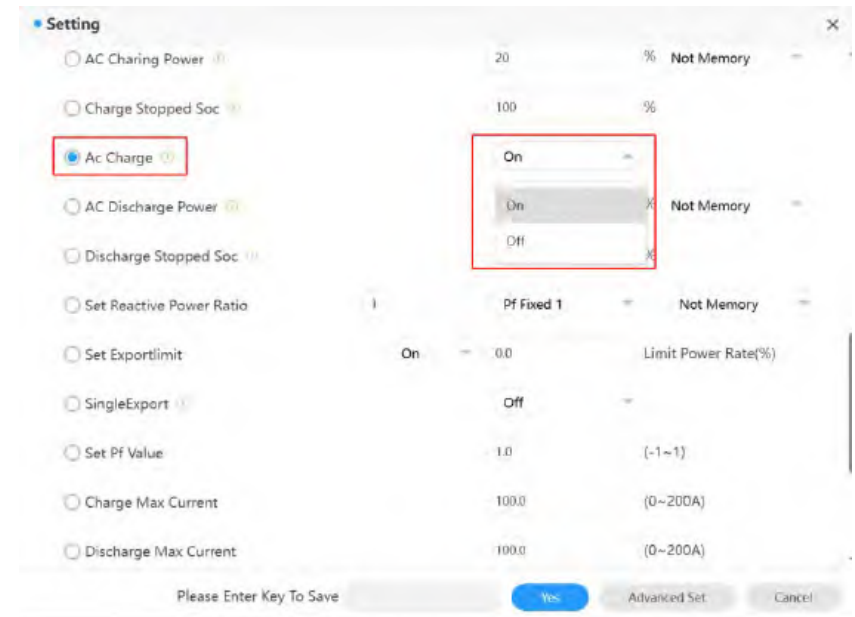 Setting
AC Charing Power 20 % Not Memory
Charge Stopped Soc 100 %
Ac Charge On
On
AC Discharge Power % Not Memory
Off
Discharge Stopped Soc %
Set Reactive Power Ratio Pf Fixed 1 Not Memory
Set Exportlimit On 0.0 Limit Power Rate(%)
SingleExport Off
Set Pf Value 1.0 (-1~1)
Charge Max Current 100.0 (0~200A)
Discharge Max Current 100.0 (0~200A)
Please Enter Key To Save Yes Advanced Set Cancel